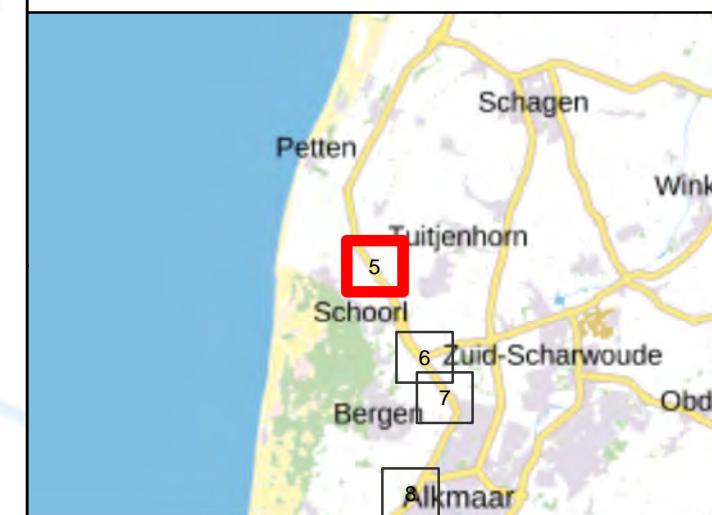 Schagen
Petten
Wink
Tuitjenhorn
5
Schoorl
6
Zuid-Scharwoude
7
Obd
Bergen
8
Alkmaar